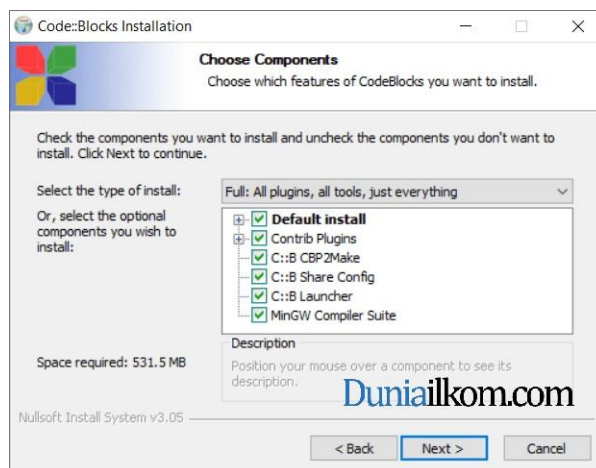 Code::Blocks Installation
Choose Components
Choose which features of CodeBlocks you want to install.
Check the components you want to install and uncheck the components you don't want to
install. Click Next to continue.
Select the type of install:
Full: All plugins, all tools, just everything
Or, select the optional
components you wish to
install:
Default install
Contrib Plugins
C::B CBP2Make
C::B Share Config
C::B Launcher
MinGW Compiler Suite
Space required: 531.5 MB
Description
Position your mouse over a component to see its
description.
Duniailkom.com
Nullsoft Install System v3.05
< Back
Next >
Cancel